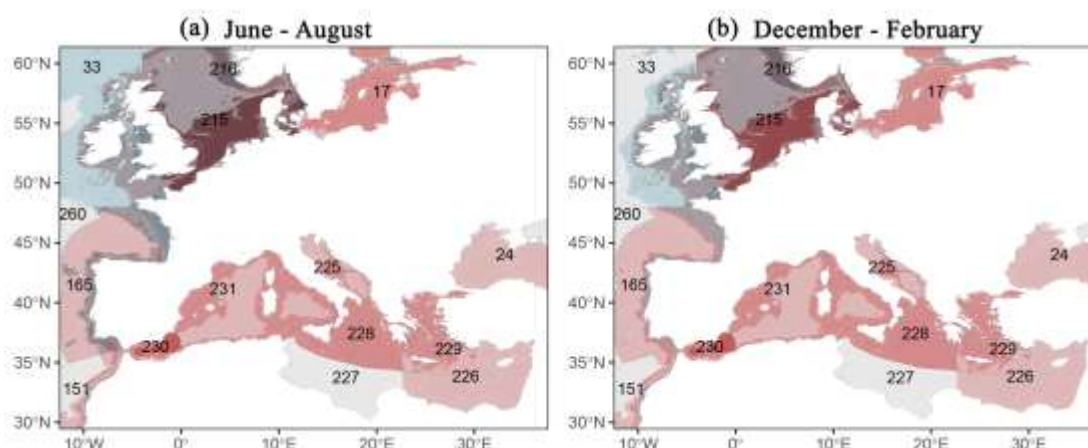 (a) June - August
(b) December - February
60°N
55°N
50°N
45°N
40°N
35°N
30°N
10°W
0°
10°E
20°E
30°E
33
216
17
215
260
24
225
165
231
228
230
229
151
227
226
60°N
55°N
50°N
45°N
40°N
35°N
30°N
10°W
0°
10°E
20°E
30°E
33
216
17
215
260
24
225
165
231
228
230
229
151
227
226